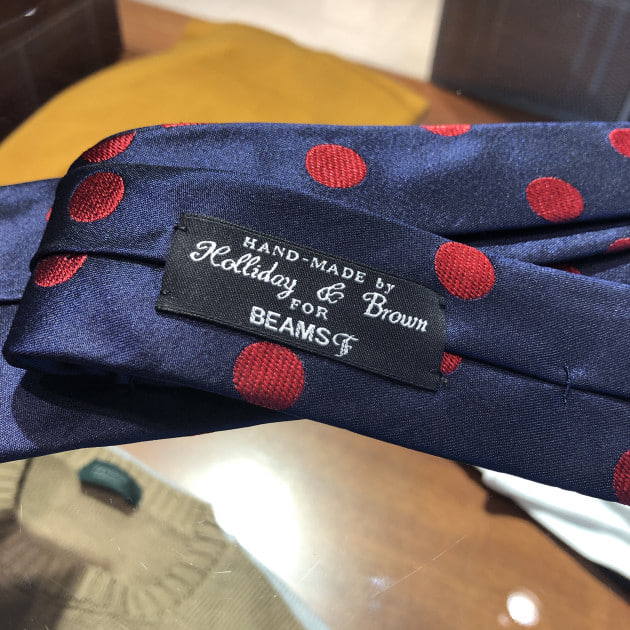 HAND-MADE by
Holliday & Brown
FOR
BEAMS F